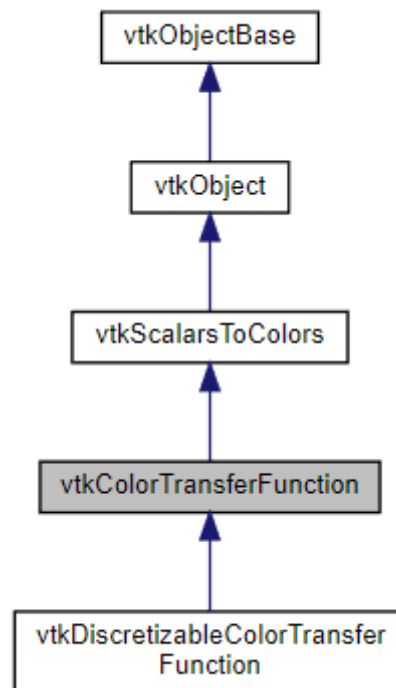 vtkObjectBase
vtkObject
vtkScalarsToColors
vtkColorTransferFunction
vtkDiscretizableColorTransfer
Function